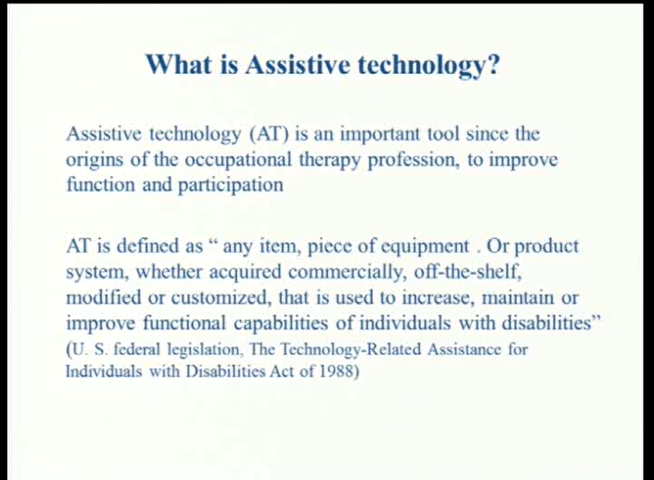 What is Assistive technology?
Assistive technology (AT) is an important tool since the
origins of the occupational therapy profession, to improve
function and participation
AT is defined as “ any item, piece of equipment . Or product
system, whether acquired commercially, off-the-shelf,
modified or customized, that is used to increase, maintain or
improve functional capabilities of individuals with disabilities”
(U. S. federal legislation, The Technology-Related Assistance for
Individuals with Disabilities Act of 1988)